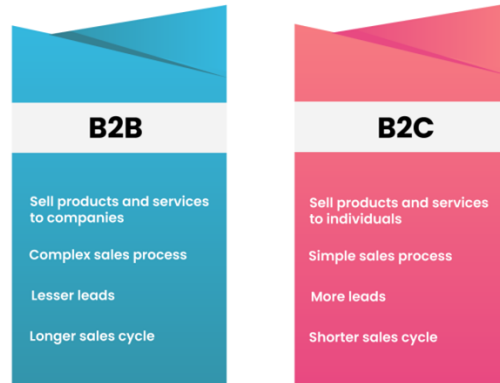 B2B
Sell products and services
to companies
Complex sales process
Lesser leads
Longer sales cycle
B2C
Sell products and services
to individuals
Simple sales process
More leads
Shorter sales cycle